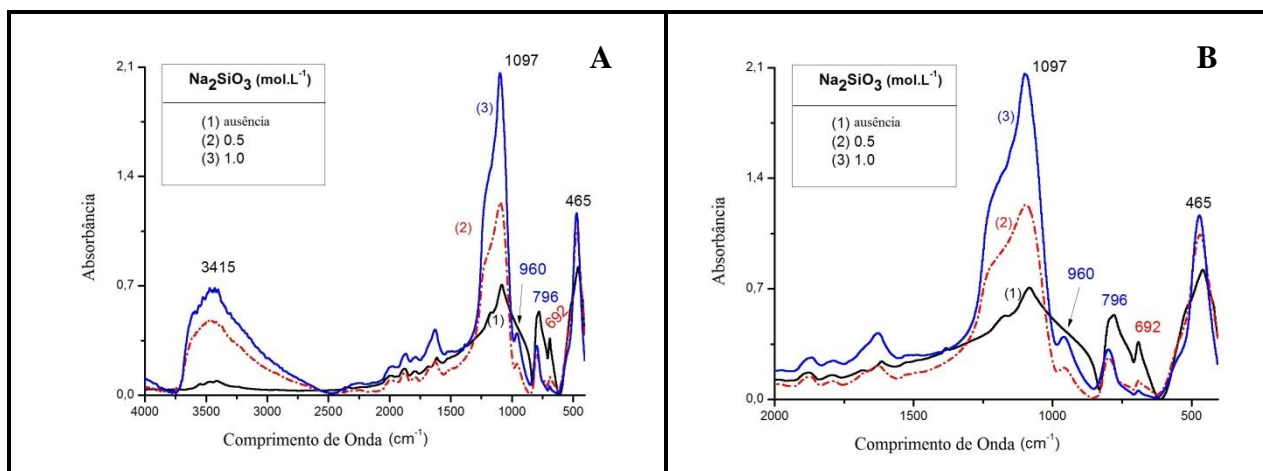 A
Na₂SiO₃ (mol.L⁻¹)
(1) ausência
(2) 0.5
(3) 1.0
1097
(3)
(2)
(1)
3415
960
796
692
465
2,1
1,4
0,7
0,0
Absorbância
4000 3500 3000 2500 2000 1500 1000 500
Comprimento de Onda (cm⁻¹)
B
Na₂SiO₃ (mol.L⁻¹)
(1) ausência
(2) 0.5
(3) 1.0
1097
(3)
(2)
(1)
960
796
692
465
2,1
1,4
0,7
0,0
Absorbância
2000 1500 1000 500
Comprimento de Onda (cm⁻¹)